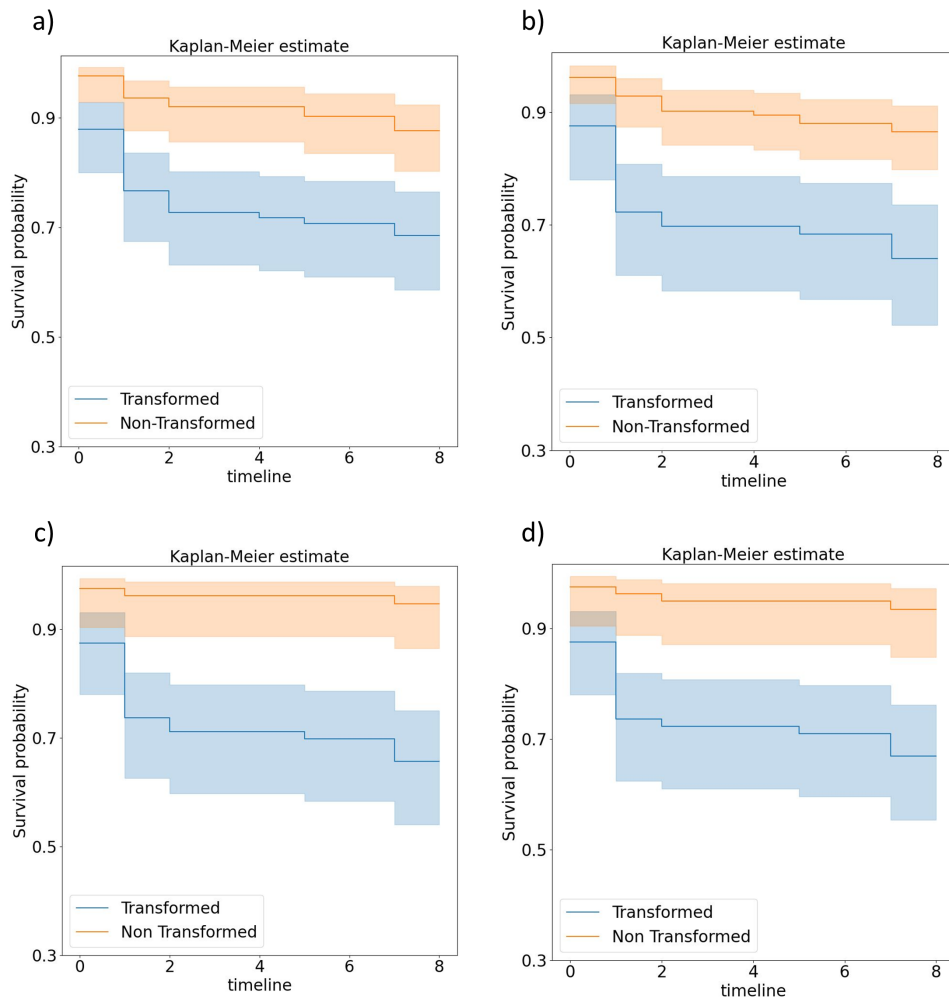 a)
Kaplan-Meier estimate
Survival probability
0.9
0.7
0.5
0.3
Transformed
Non-Transformed
0 2 4 6 8
timeline
b)
Kaplan-Meier estimate
Survival probability
0.9
0.7
0.5
0.3
Transformed
Non-Transformed
0 2 4 6 8
timeline
c)
Kaplan-Meier estimate
Survival probability
0.9
0.7
0.5
0.3
Transformed
Non Transformed
0 2 4 6 8
timeline
d)
Kaplan-Meier estimate
Survival probability
0.9
0.7
0.5
0.3
Transformed
Non Transformed
0 2 4 6 8
timeline